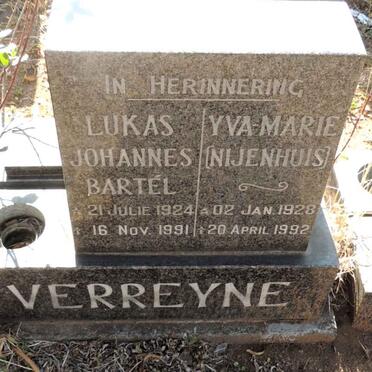 IN HERINNERING
LUKAS
JOHANNES
BARTÉL
* 21 JULIE 1924
† 16 NOV. 1991
YVA-MARIE
(NIJENHUIS)
* 02 JAN. 1928
† 20 APRIL 1992
VERREYNE